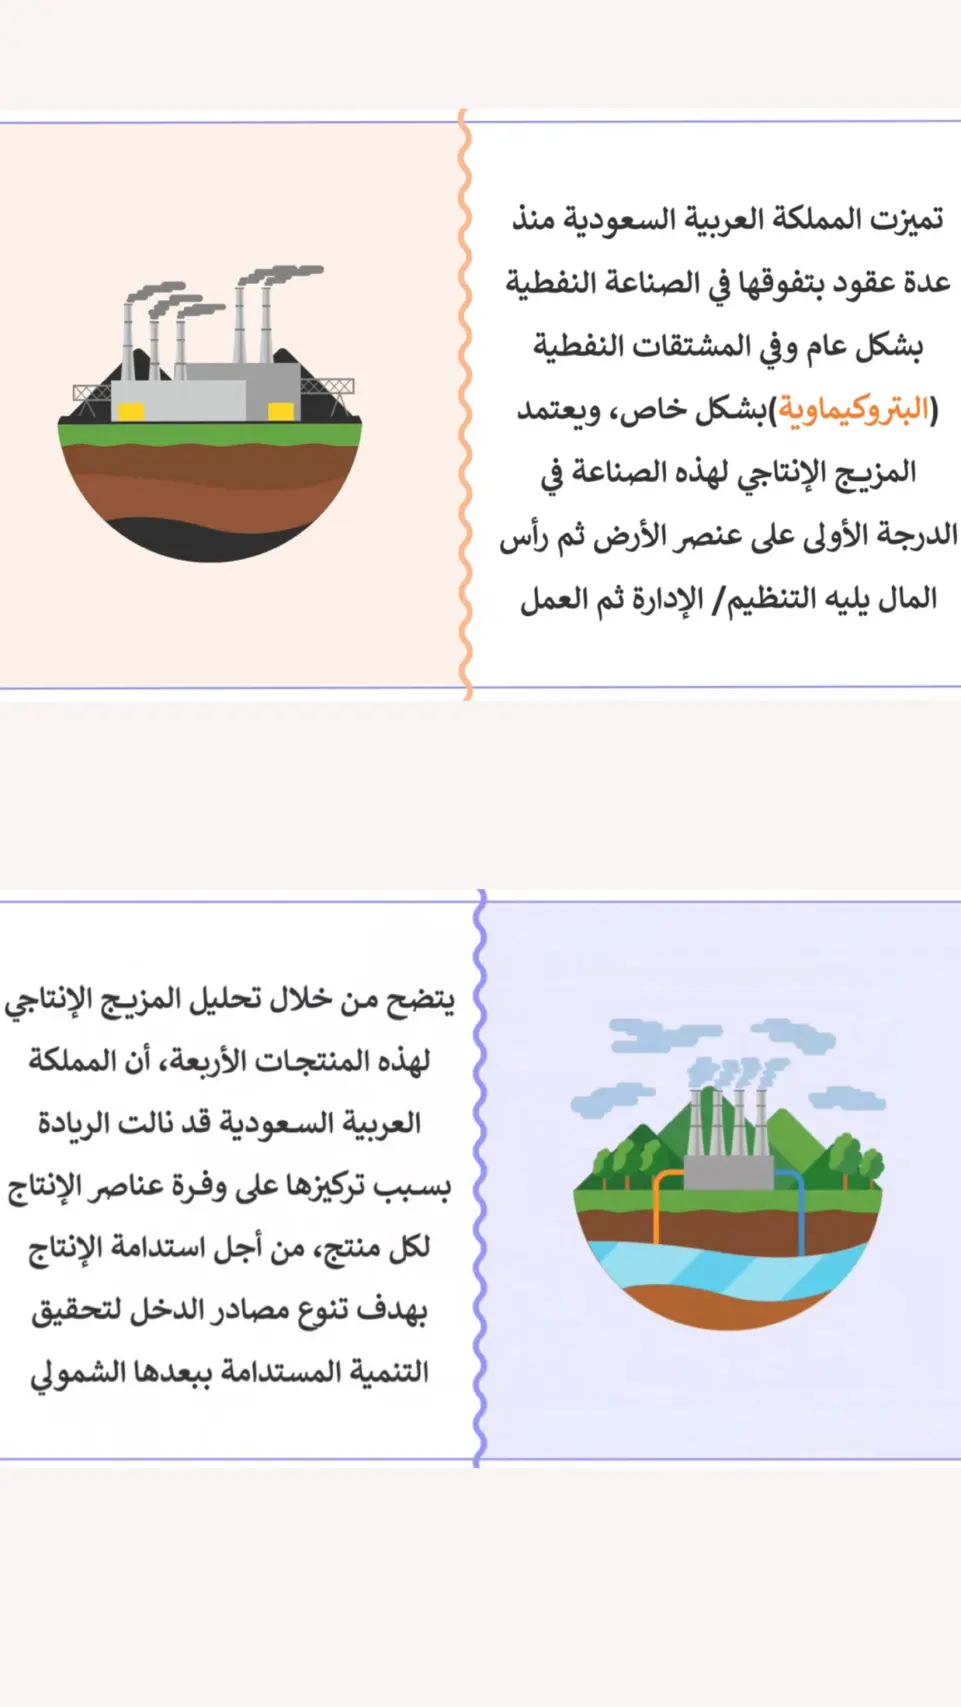 تميزت المملكة العربية السعودية منذ
عدة عقود بتفوقها في الصناعة النفطية
بشكل عام وفي المشتقات النفطية
(البتروكيماوية)بشكل خاص، ويعتمد
المزيج الإنتاجي لهذه الصناعة في
الدرجة الأولى على عنصر الأرض ثم رأس
المال يليه التنظيم/ الإدارة ثم العمل
يتضح من خلال تحليل المزيج الإنتاجي
لهذه المنتجات الأربعة، أن المملكة
العربية السعودية قد نالت الريادة
بسبب تركيزها على وفرة عناصر الإنتاج
لكل منتج، من أجل استدامة الإنتاج
بهدف تنوع مصادر الدخل لتحقيق
التنمية المستدامة ببعدها الشمولي